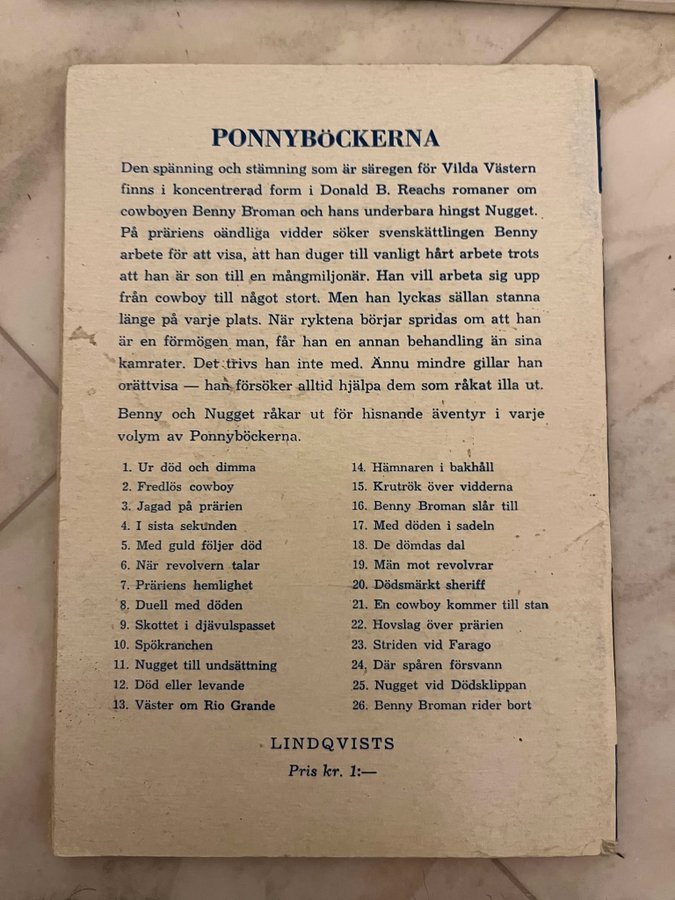 PONNYBÖCKERNA
Den spänning och stämning som är säregen för Vilda Västern
finns i koncentrerad form i Donald B. Reachs romaner om
cowboyen Benny Broman och hans underbara hingst Nugget.
På präriens oändliga vidder söker svenskättlingen Benny
arbete för att visa, att han duger till vanligt hårt arbete trots
att han är son till en mångmiljonär. Han vill arbeta sig upp
från cowboy till något stort. Men han lyckas sällan stanna
länge på varje plats. När ryktena börjar spridas om att han
är en förmögen man, får han en annan behandling än sina
kamrater. Det trivs han inte med. Ännu mindre gillar han
orättvisa — han försöker alltid hjälpa dem som råkat illa ut.
Benny och Nugget råkar ut för hisnande äventyr i varje
volym av Ponnyböckerna.
1. Ur död och dimma
2. Fredlös cowboy
3. Jagad på prärien
4. I sista sekunden
5. Med guld följer död
6. När revolvern talar
7. Präriens hemlighet
8. Duell med döden
9. Skottet i djävulspasset
10. Spökranchen
11. Nugget till undsättning
12. Död eller levande
13. Väster om Rio Grande
14. Hämnaren i bakhåll
15. Krutrök över vidderna
16. Benny Broman slår till
17. Med döden i sadeln
18. De dömdas dal
19. Män mot revolvrar
20. Dödsmärkt sheriff
21. En cowboy kommer till stan
22. Hovslag över prärien
23. Striden vid Farago
24, Där spåren försvann
25. Nugget vid Dödsklippan
26. Benny Broman rider bort
LINDQVISTS
Pris kr. 1:—